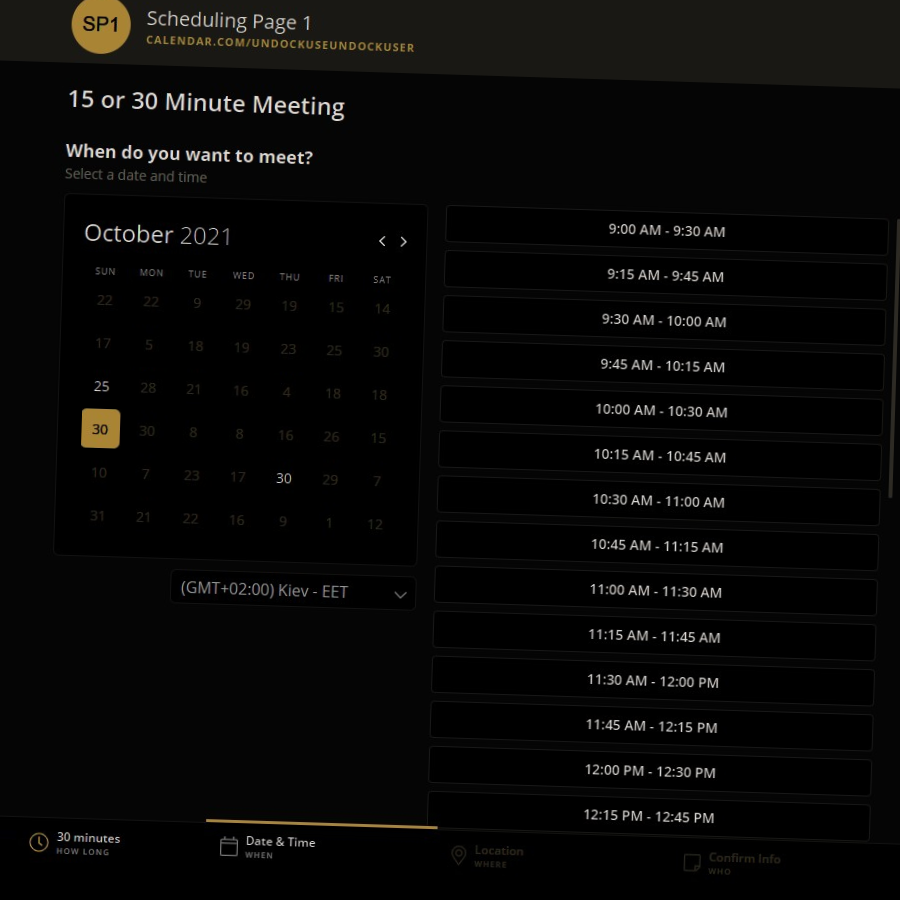 SP1
Scheduling Page 1
CALENDAR.COM/UNDOCKUSEUNDOCKUSER
15 or 30 Minute Meeting
When do you want to meet?
Select a date and time
October 2021
SUN MON TUE WED THU FRI SAT
22 22 9 29 19 15 14
17 5 18 19 23 25 30
25 28 21 16 4 18 18
30 30 8 8 16 26 15
10 7 23 17 30 29 7
31 21 22 16 9 1 12
(GMT+02:00) Kiev - EET
9:00 AM - 9:30 AM
9:15 AM - 9:45 AM
9:30 AM - 10:00 AM
9:45 AM - 10:15 AM
10:00 AM - 10:30 AM
10:15 AM - 10:45 AM
10:30 AM - 11:00 AM
10:45 AM - 11:15 AM
11:00 AM - 11:30 AM
11:15 AM - 11:45 AM
11:30 AM - 12:00 PM
11:45 AM - 12:15 PM
12:00 PM - 12:30 PM
12:15 PM - 12:45 PM
30 minutes
HOW LONG
Date & Time
WHEN
Location
WHERE
Confirm Info
WHO